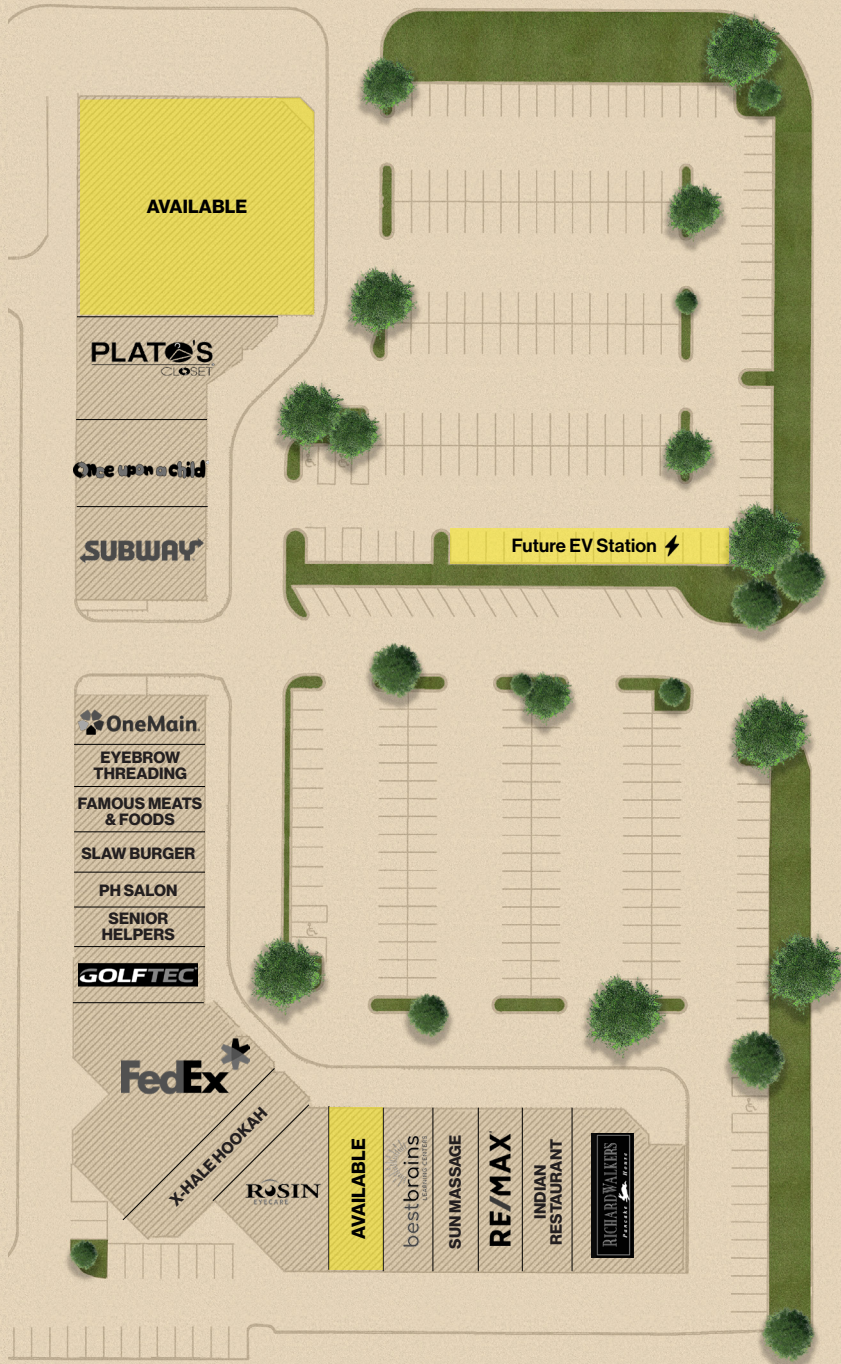 AVAILABLE
PLATO'S
CLOSET
Once upon a child
SUBWAY
Future EV Station
OneMain
EYEBROW
THREADING
FAMOUS MEATS
& FOODS
SLAW BURGER
PH SALON
SENIOR
HELPERS
GOLFTEC
FedEx
X-HALE HOOKAH
ROSIN
EYECARE
AVAILABLE
bestbrains
LEARNING CENTERS
SUN MASSAGE
RE/MAX
INDIAN
RESTAURANT
RICHARD WALKERS
Pancake House